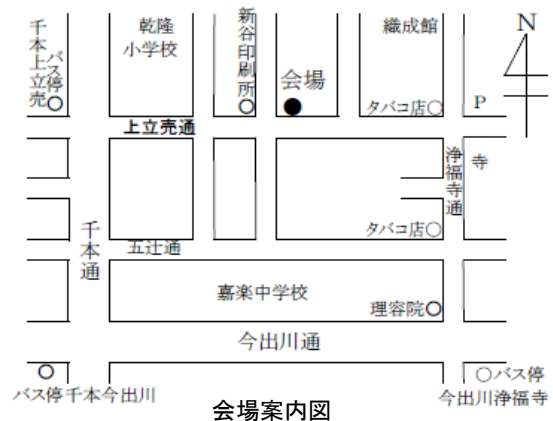 千本上立売
バス停
乾隆
小学校
新谷印刷所
会場
織成館
タバコ店
P
N
上立売通
浄福寺通
寺
千本通
五辻通
タバコ店
嘉楽中学校
理容院
今出川通
バス停千本今出川
バス停
今出川浄福寺
会場案内図